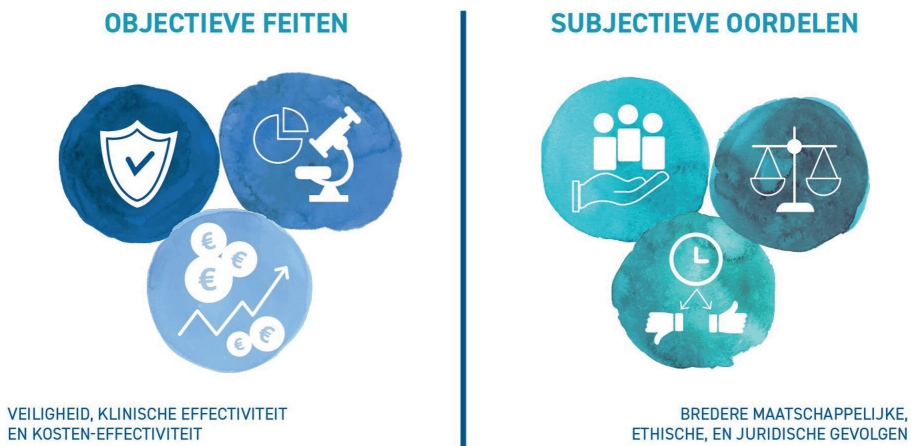 OBJECTIEVE FEITEN
€
€
€
€
€
VEILIGHEID, KLINISCHE EFFECTIVITEIT
EN KOSTEN-EFFECTIVITEIT
SUBJECTIEVE OORDELEN
BREDERE MAATSCHAPPELIJKE,
ETHISCHE, EN JURIDISCHE GEVOLGEN